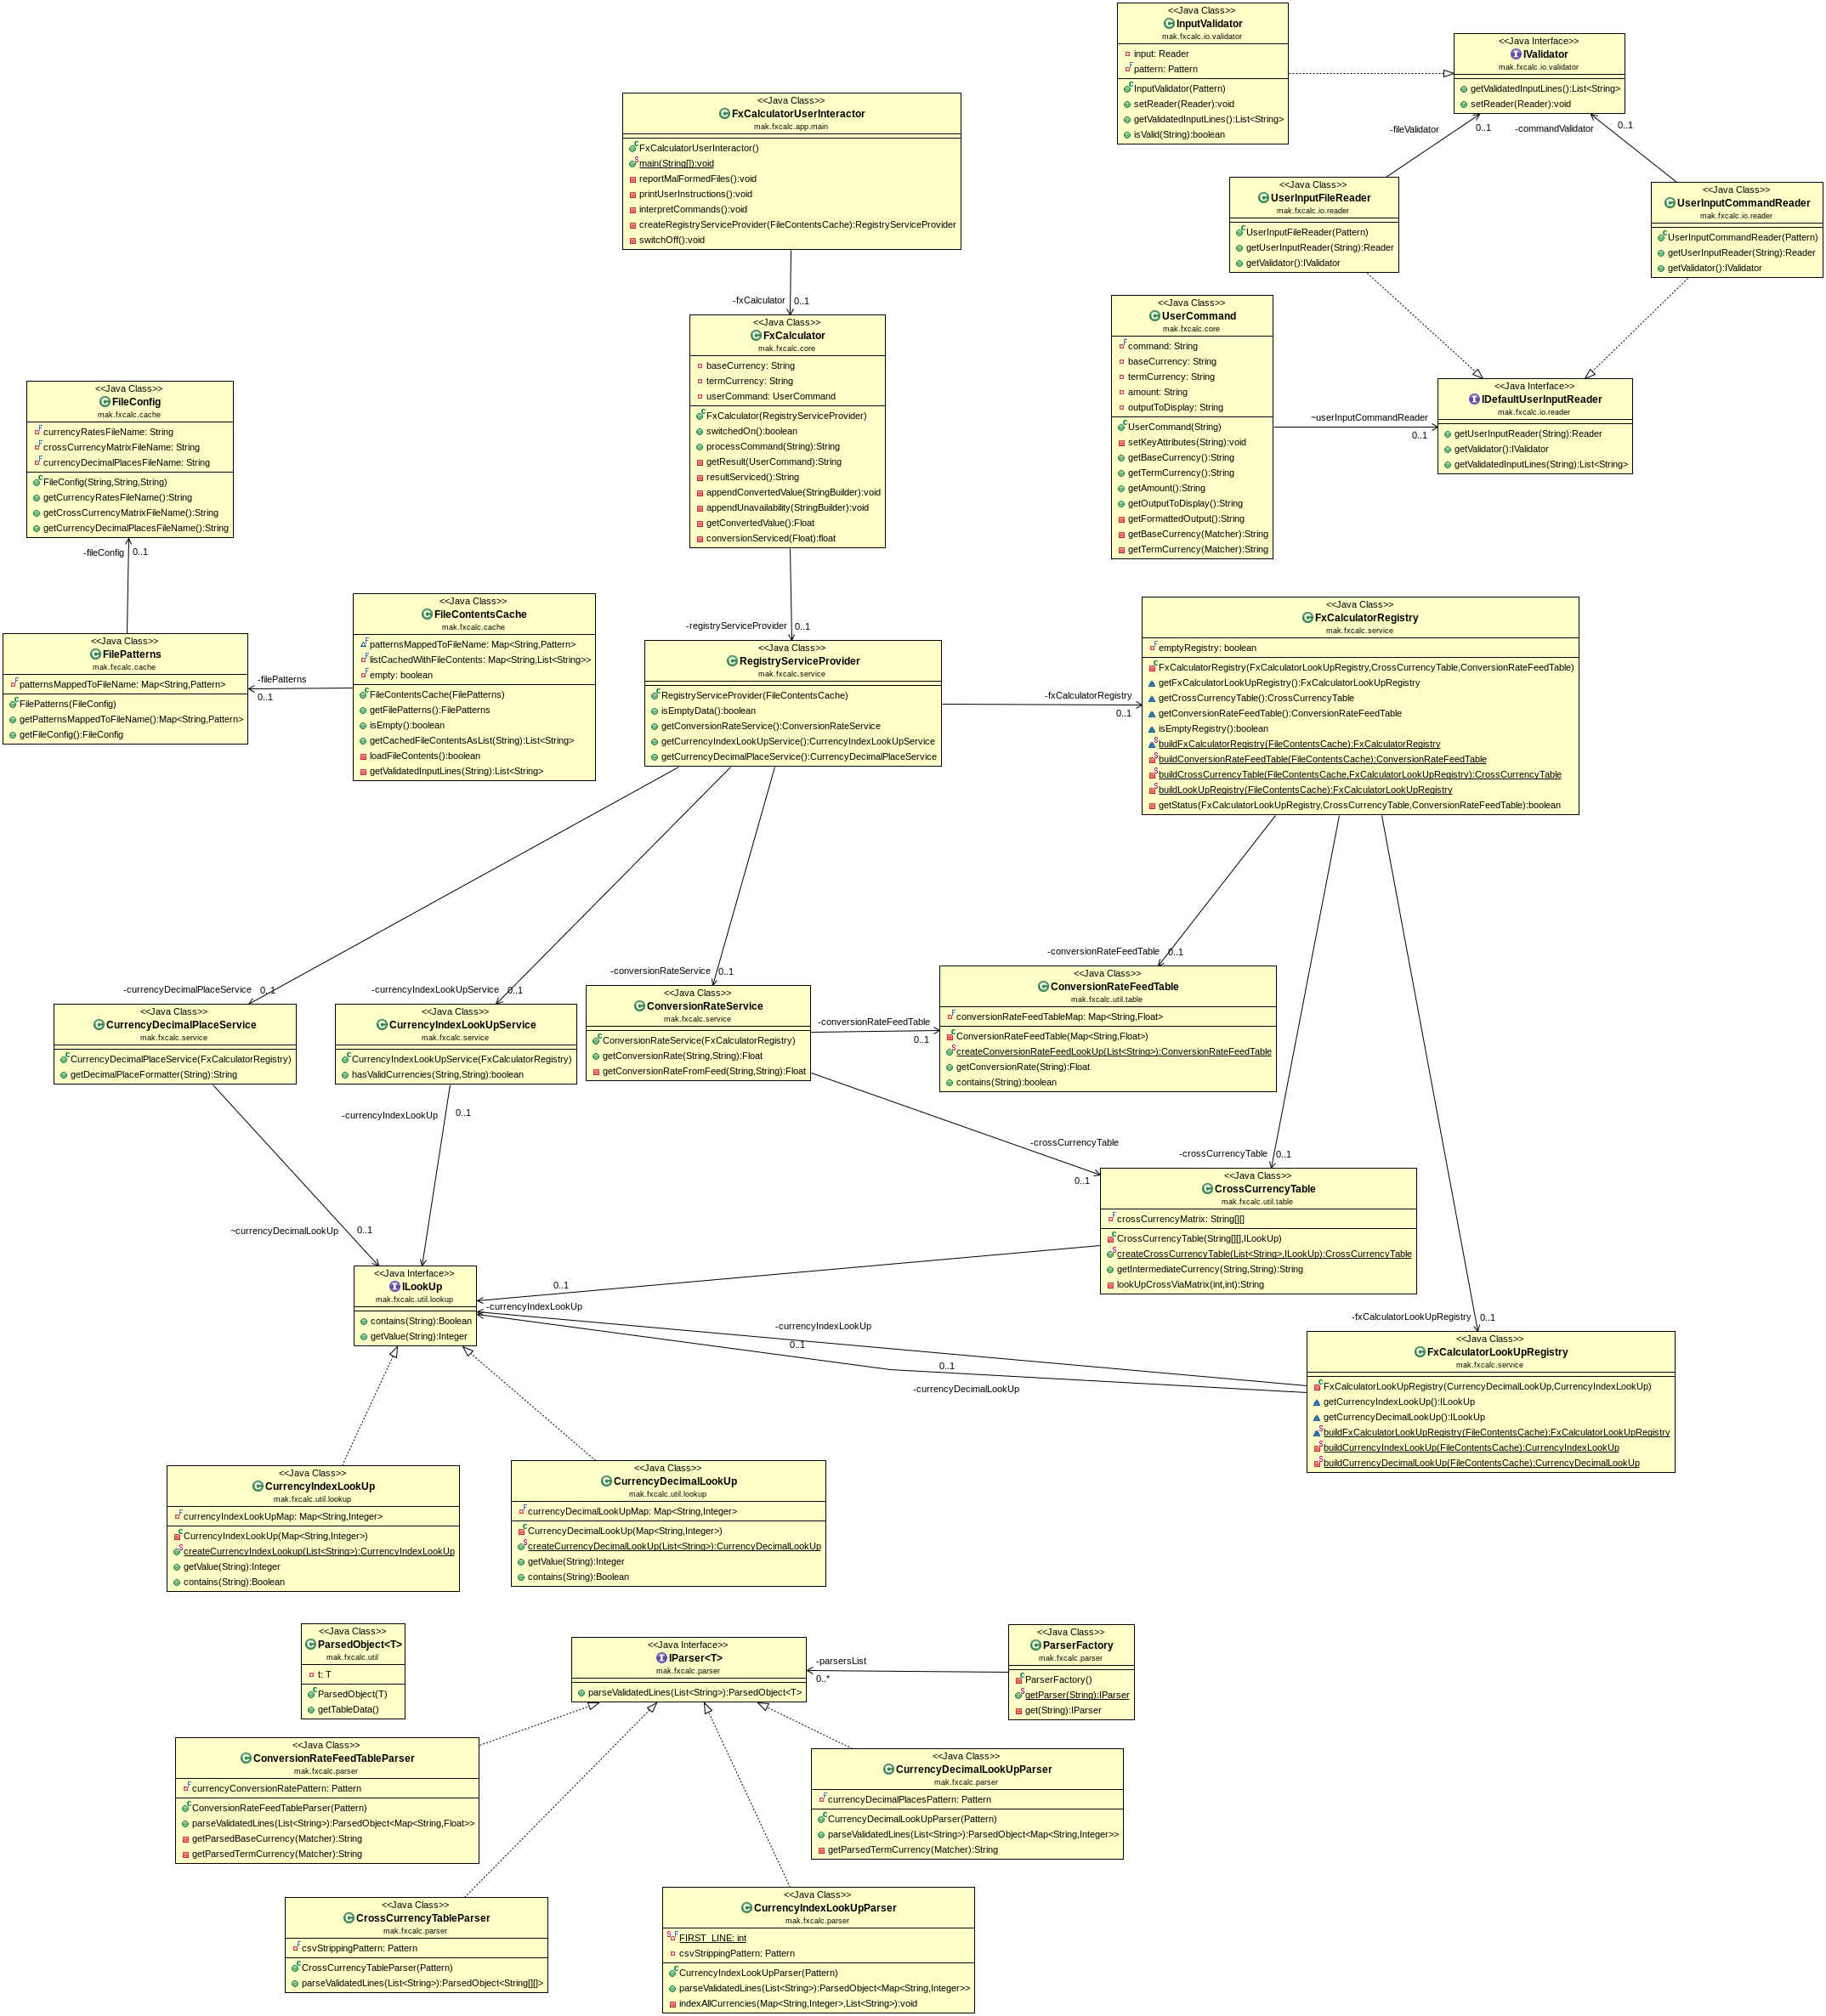 <<Java Class>>
InputValidator
mak.fxcalc.io.validator
input: Reader
pattern: Pattern
InputValidator(Pattern)
setReader(Reader):void
getValidatedInputLines():List<String>
isValid(String):boolean
<<Java Interface>>
IValidator
mak.fxcalc.io.validator
getValidatedInputLines():List<String>
setReader(Reader):void
-fileValidator
0..1
-commandValidator
0..1
<<Java Class>>
FxCalculatorUserInteractor
mak.fxcalc.app.main
FxCalculatorUserInteractor()
main(String[]):void
reportMalFormedFiles():void
printUserInstructions():void
interpretCommands():void
createRegistryServiceProvider(FileContentsCache):RegistryServiceProvider
switchOff():void
<<Java Class>>
UserInputFileReader
mak.fxcalc.io.reader
UserInputFileReader(Pattern)
getUserInputReader(String):Reader
getValidator():IValidator
<<Java Class>>
UserInputCommandReader
mak.fxcalc.io.reader
UserInputCommandReader(Pattern)
getUserInputReader(String):Reader
getValidator():IValidator
-fxCalculator
0..1
<<Java Class>>
FxCalculator
mak.fxcalc.core
baseCurrency: String
termCurrency: String
userCommand: UserCommand
FxCalculator(RegistryServiceProvider)
switchedOn():boolean
processCommand(String):String
getResult(UserCommand):String
resultServiced():String
appendConvertedValue(StringBuilder):void
appendUnavailability(StringBuilder):void
getConvertedValue():Float
conversionServiced(Float):float
<<Java Class>>
UserCommand
mak.fxcalc.core
command: String
baseCurrency: String
termCurrency: String
amount: String
outputToDisplay: String
UserCommand(String)
setKeyAttributes(String):void
getBaseCurrency():String
getTermCurrency():String
getAmount():String
getOutputToDisplay():String
getFormattedOutput():String
getBaseCurrency(Matcher):String
getTermCurrency(Matcher):String
~userInputCommandReader
0..1
<<Java Interface>>
IDefaultUserInputReader
mak.fxcalc.io.reader
getUserInputReader(String):Reader
getValidator():IValidator
getValidatedInputLines(String):List<String>
<<Java Class>>
FileConfig
mak.fxcalc.cache
currencyRatesFileName: String
crossCurrencyMatrixFileName: String
currencyDecimalPlacesFileName: String
FileConfig(String,String,String)
getCurrencyRatesFileName():String
getCrossCurrencyMatrixFileName():String
getCurrencyDecimalPlacesFileName():String
-fileConfig
0..1
<<Java Class>>
FilePatterns
mak.fxcalc.cache
patternsMappedToFileName: Map<String,Pattern>
FilePatterns(FileConfig)
getPatternsMappedToFileName():Map<String,Pattern>
getFileConfig():FileConfig
-filePatterns
0..1
<<Java Class>>
FileContentsCache
mak.fxcalc.cache
patternsMappedToFileName: Map<String,Pattern>
listCachedWithFileContents: Map<String,List<String>>
empty: boolean
FileContentsCache(FilePatterns)
getFilePatterns():FilePatterns
isEmpty():boolean
getCachedFileContentsAsList(String):List<String>
loadFileContents():boolean
getValidatedInputLines(String):List<String>
-registryServiceProvider
0..1
<<Java Class>>
RegistryServiceProvider
mak.fxcalc.service
RegistryServiceProvider(FileContentsCache)
isEmptyData():boolean
getConversionRateService():ConversionRateService
getCurrencyIndexLookUpService():CurrencyIndexLookUpService
getCurrencyDecimalPlaceService():CurrencyDecimalPlaceService
-fxCalculatorRegistry
0..1
<<Java Class>>
FxCalculatorRegistry
mak.fxcalc.service
emptyRegistry: boolean
FxCalculatorRegistry(FxCalculatorLookUpRegistry,CrossCurrencyTable,ConversionRateFeedTable)
getFxCalculatorLookUpRegistry():FxCalculatorLookUpRegistry
getCrossCurrencyTable():CrossCurrencyTable
getConversionRateFeedTable():ConversionRateFeedTable
isEmptyRegistry():boolean
buildFxCalculatorRegistry(FileContentsCache):FxCalculatorRegistry
buildConversionRateFeedTable(FileContentsCache):ConversionRateFeedTable
buildCrossCurrencyTable(FileContentsCache,FxCalculatorLookUpRegistry):CrossCurrencyTable
buildLookUpRegistry(FileContentsCache):FxCalculatorLookUpRegistry
getStatus(FxCalculatorLookUpRegistry,CrossCurrencyTable,ConversionRateFeedTable):boolean
-currencyDecimalPlaceService
0..1
-currencyIndexLookUpService
0..1
-conversionRateService
0..1
-conversionRateFeedTable
0..1
<<Java Class>>
CurrencyDecimalPlaceService
mak.fxcalc.service
CurrencyDecimalPlaceService(FxCalculatorRegistry)
getDecimalPlaceFormatter(String):String
<<Java Class>>
CurrencyIndexLookUpService
mak.fxcalc.service
CurrencyIndexLookUpService(FxCalculatorRegistry)
hasValidCurrencies(String,String):boolean
<<Java Class>>
ConversionRateService
mak.fxcalc.service
ConversionRateService(FxCalculatorRegistry)
getConversionRate(String,String):Float
getConversionRateFromFeed(String,String):Float
-conversionRateFeedTable
0..1
<<Java Class>>
ConversionRateFeedTable
mak.fxcalc.util.table
conversionRateFeedTableMap: Map<String,Float>
ConversionRateFeedTable(Map<String,Float>)
createConversionRateFeedLookUp(List<String>):ConversionRateFeedTable
getConversionRate(String):Float
contains(String):boolean
-currencyIndexLookUp
0..1
-crossCurrencyTable
0..1
-crossCurrencyTable
0..1
~currencyDecimalLookUp
0..1
<<Java Class>>
CrossCurrencyTable
mak.fxcalc.util.table
crossCurrencyMatrix: String[][]
CrossCurrencyTable(String[][],ILookUp)
createCrossCurrencyTable(List<String>,ILookUp):CrossCurrencyTable
getIntermediateCurrency(String,String):String
lookUpCrossViaMatrix(int,int):String
<<Java Interface>>
ILookUp
mak.fxcalc.util.lookup
contains(String):Boolean
getValue(String):Integer
0..1
-currencyIndexLookUp
-currencyIndexLookUp
0..1
0..1
-currencyDecimalLookUp
-fxCalculatorLookUpRegistry
0..1
<<Java Class>>
FxCalculatorLookUpRegistry
mak.fxcalc.service
FxCalculatorLookUpRegistry(CurrencyDecimalLookUp,CurrencyIndexLookUp)
getCurrencyIndexLookUp():ILookUp
getCurrencyDecimalLookUp():ILookUp
buildFxCalculatorLookUpRegistry(FileContentsCache):FxCalculatorLookUpRegistry
buildCurrencyIndexLookUp(FileContentsCache):CurrencyIndexLookUp
buildCurrencyDecimalLookUp(FileContentsCache):CurrencyDecimalLookUp
<<Java Class>>
CurrencyIndexLookUp
mak.fxcalc.util.lookup
currencyIndexLookUpMap: Map<String,Integer>
CurrencyIndexLookUp(Map<String,Integer>)
createCurrencyIndexLookup(List<String>):CurrencyIndexLookUp
getValue(String):Integer
contains(String):Boolean
<<Java Class>>
CurrencyDecimalLookUp
mak.fxcalc.util.lookup
currencyDecimalLookUpMap: Map<String,Integer>
CurrencyDecimalLookUp(Map<String,Integer>)
createCurrencyDecimalLookUp(List<String>):CurrencyDecimalLookUp
getValue(String):Integer
contains(String):Boolean
<<Java Class>>
ParsedObject<T>
mak.fxcalc.util
t: T
ParsedObject(T)
getTableData()
<<Java Interface>>
IParser<T>
mak.fxcalc.parser
parseValidatedLines(List<String>):ParsedObject<T>
-parsersList
0..*
<<Java Class>>
ParserFactory
mak.fxcalc.parser
ParserFactory()
getParser(String):IParser
get(String):IParser
<<Java Class>>
ConversionRateFeedTableParser
mak.fxcalc.parser
currencyConversionRatePattern: Pattern
ConversionRateFeedTableParser(Pattern)
parseValidatedLines(List<String>):ParsedObject<Map<String,Float>>
getParsedBaseCurrency(Matcher):String
getParsedTermCurrency(Matcher):String
<<Java Class>>
CurrencyDecimalLookUpParser
mak.fxcalc.parser
currencyDecimalPlacesPattern: Pattern
CurrencyDecimalLookUpParser(Pattern)
parseValidatedLines(List<String>):ParsedObject<Map<String,Integer>>
getParsedTermCurrency(Matcher):String
<<Java Class>>
CrossCurrencyTableParser
mak.fxcalc.parser
csvStrippingPattern: Pattern
CrossCurrencyTableParser(Pattern)
parseValidatedLines(List<String>):ParsedObject<String[][]>
<<Java Class>>
CurrencyIndexLookUpParser
mak.fxcalc.parser
FIRST_LINE: int
csvStrippingPattern: Pattern
CurrencyIndexLookUpParser(Pattern)
parseValidatedLines(List<String>):ParsedObject<Map<String,Integer>>
indexAllCurrencies(Map<String,Integer>,List<String>):void